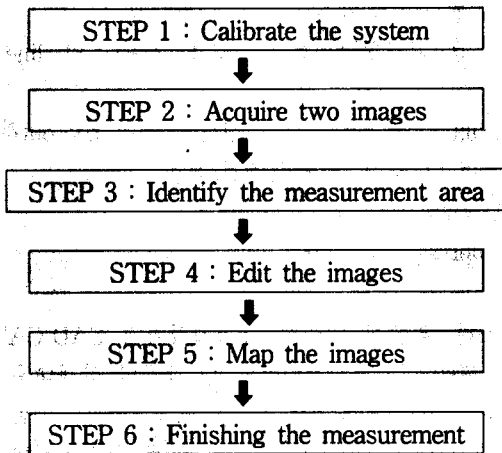 STEP 1 : Calibrate the system
STEP 2 : Acquire two images
STEP 3 : Identify the measurement area
STEP 4 : Edit the images
STEP 5 : Map the images
STEP 6 : Finishing the measurement